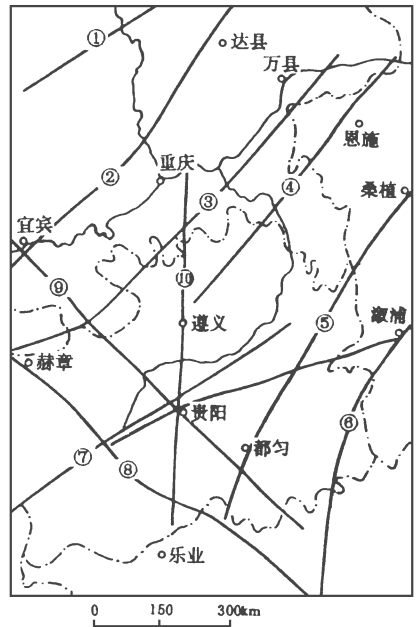 ①
达县
万县
恩施
②
重庆
③
④
桑植
宜宾
⑨
⑩
遵义
⑤
溆浦
赫章
贵阳
⑥
都匀
⑦
⑧
乐业
0 150 300km